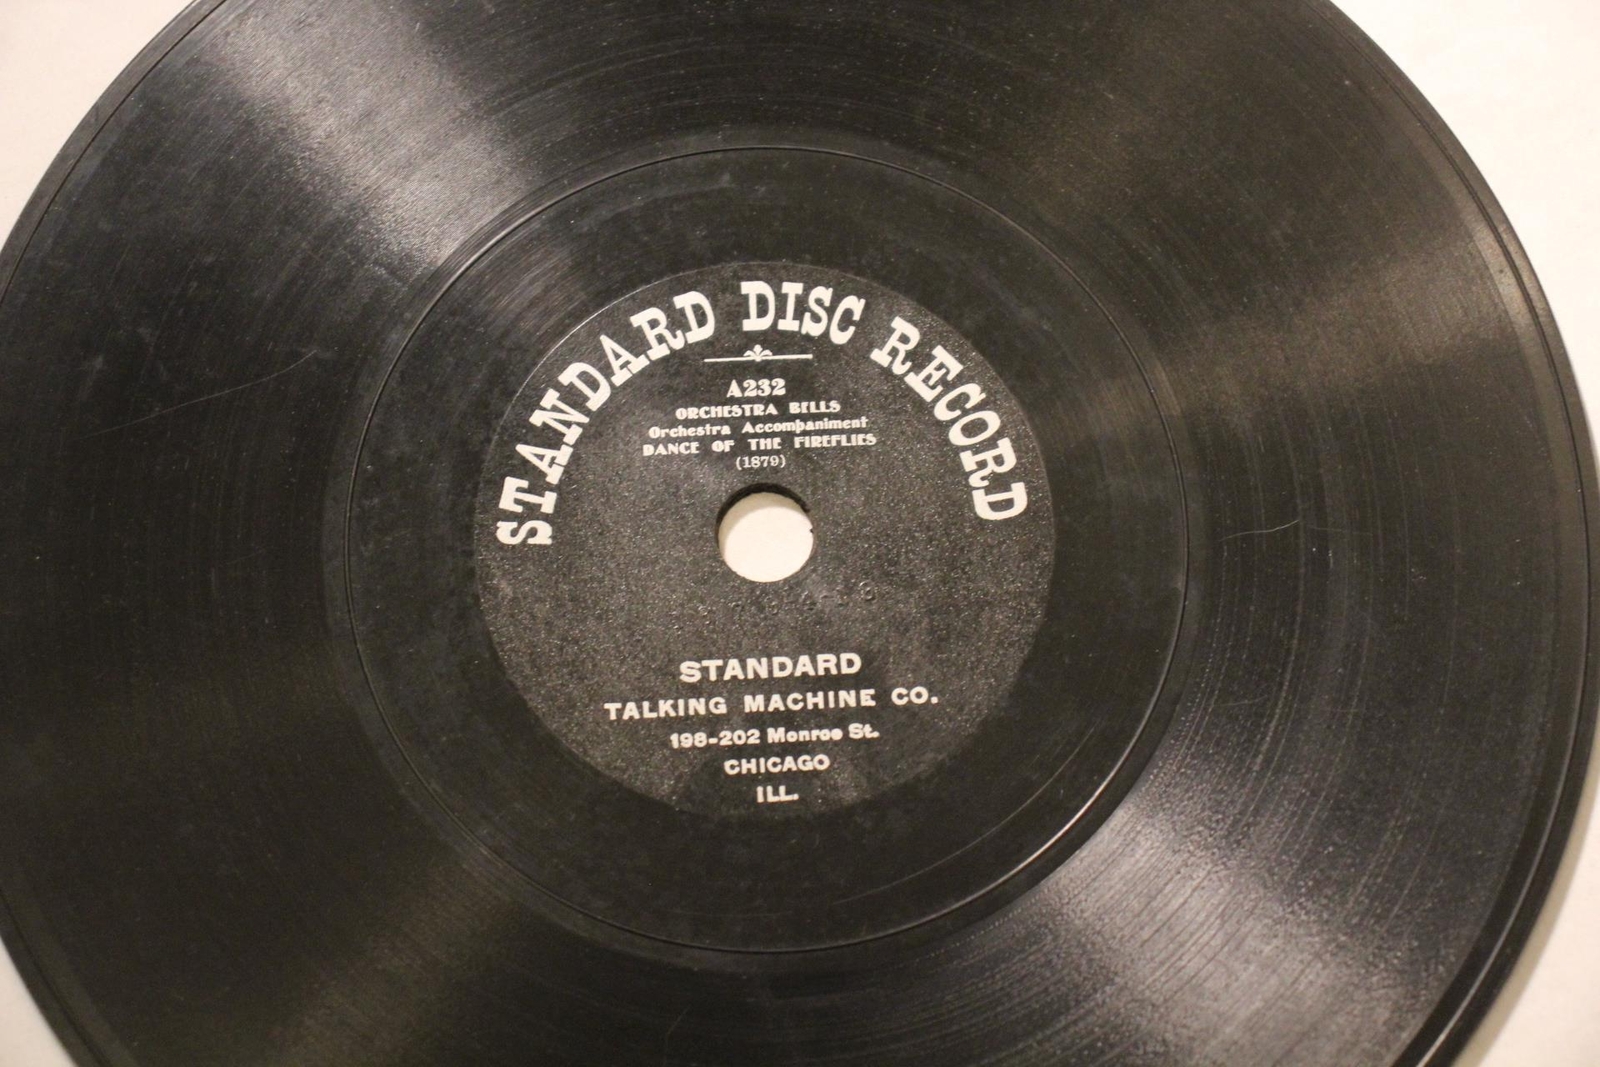 STANDARD DISC RECORD
A232
ORCHESTRA BELLS
Orchestra Accompaniment
DANCE OF THE FIREFLIES
(1879)
STANDARD
TALKING MACHINE CO.
198-202 Monroe St.
CHICAGO
ILL.